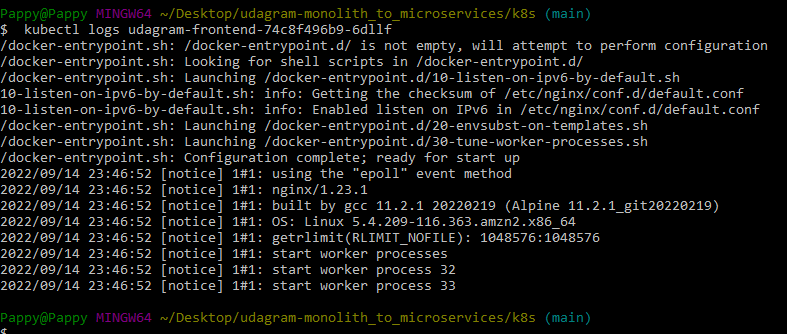 Pappy@Pappy MINGW64 ~/Desktop/udagram-monolith_to_microservices/k8s (main)
$  kubectl logs udagram-frontend-74c8f496b9-6dllf
/docker-entrypoint.sh: /docker-entrypoint.d/ is not empty, will attempt to perform configuration
/docker-entrypoint.sh: Looking for shell scripts in /docker-entrypoint.d/
/docker-entrypoint.sh: Launching /docker-entrypoint.d/10-listen-on-ipv6-by-default.sh
10-listen-on-ipv6-by-default.sh: info: Getting the checksum of /etc/nginx/conf.d/default.conf
10-listen-on-ipv6-by-default.sh: info: Enabled listen on IPv6 in /etc/nginx/conf.d/default.conf
/docker-entrypoint.sh: Launching /docker-entrypoint.d/20-envsubst-on-templates.sh
/docker-entrypoint.sh: Launching /docker-entrypoint.d/30-tune-worker-processes.sh
/docker-entrypoint.sh: Configuration complete; ready for start up
2022/09/14 23:46:52 [notice] 1#1: using the "epoll" event method
2022/09/14 23:46:52 [notice] 1#1: nginx/1.23.1
2022/09/14 23:46:52 [notice] 1#1: built by gcc 11.2.1 20220219 (Alpine 11.2.1_git20220219)
2022/09/14 23:46:52 [notice] 1#1: OS: Linux 5.4.209-116.363.amzn2.x86_64
2022/09/14 23:46:52 [notice] 1#1: getrlimit(RLIMIT_NOFILE): 1048576:1048576
2022/09/14 23:46:52 [notice] 1#1: start worker processes
2022/09/14 23:46:52 [notice] 1#1: start worker process 32
2022/09/14 23:46:52 [notice] 1#1: start worker process 33
Pappy@Pappy MINGW64 ~/Desktop/udagram-monolith_to_microservices/k8s (main)
$